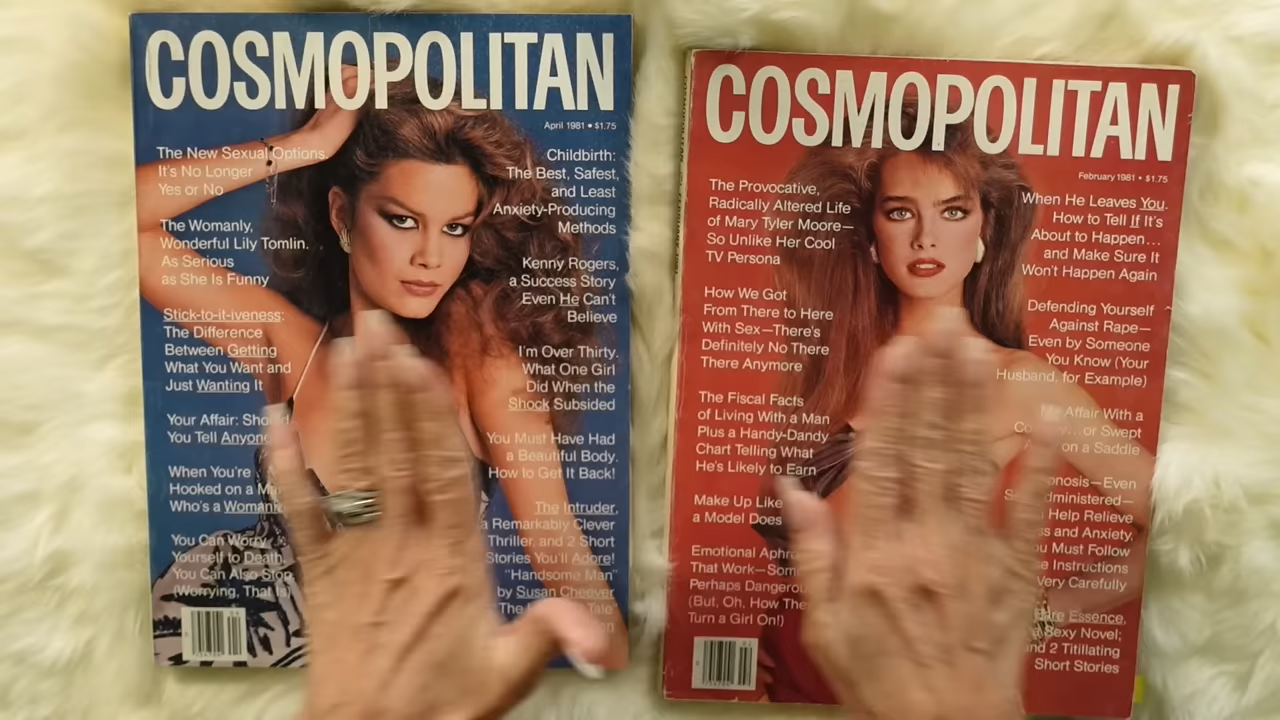 COSMOPOLITAN
April 1981 • $1.75
The New Sexual Options.
It's No Longer
Yes or No
The Womanly,
Wonderful Lily Tomlin.
As Serious
as She Is Funny
Stick-to-it-iveness:
The Difference
Between Getting
What You Want and
Just Wanting It
Your Affair:
You Tell
When You're
Hooked on a
Who's a
You Can Worry
Yourself to Death.
You Can Also Stop
(Worrying, That Is)
Childbirth:
The Best, Safest,
and Least
Anxiety-Producing
Methods
Kenny Rogers,
a Success Story
Even He Can't
Believe
I'm Over Thirty.
What One Girl
Did When the
Shock Subsided
You Must Have Had
a Beautiful Body.
How to Get It Back!
The Intruder,
a Remarkably Clever
Thriller, and 2 Short
Stories You'll Adore!
"Handsome Man"
by Susan Cheever
Tale"
COSMOPOLITAN
February 1981 • $1.75
The Provocative,
Radically Altered Life
of Mary Tyler Moore—
So Unlike Her Cool
TV Persona
How We Got
From There to Here
With Sex—There's
Definitely No There
There Anymore
The Fiscal Facts
of Living With a Man
Plus a Handy-Dandy
Chart Telling What
He's Likely to Earn
Make Up Like
a Model Does
Emotional
That Work—
Perhaps
(But, Oh, How
Turn a Girl On!)
When He Leaves You.
How to Tell If It's
About to Happen...
and Make Sure It
Won't Happen Again
Defending Yourself
Against Rape—
Even by Someone
You Know (Your
Husband, for Example)
My Affair With a
...or Swept
on a Saddle
Even
Help Relieve
and Anxiety.
Must Follow
Instructions
Very Carefully
Essence,
a Sexy Novel;
and 2 Titillating
Short Stories